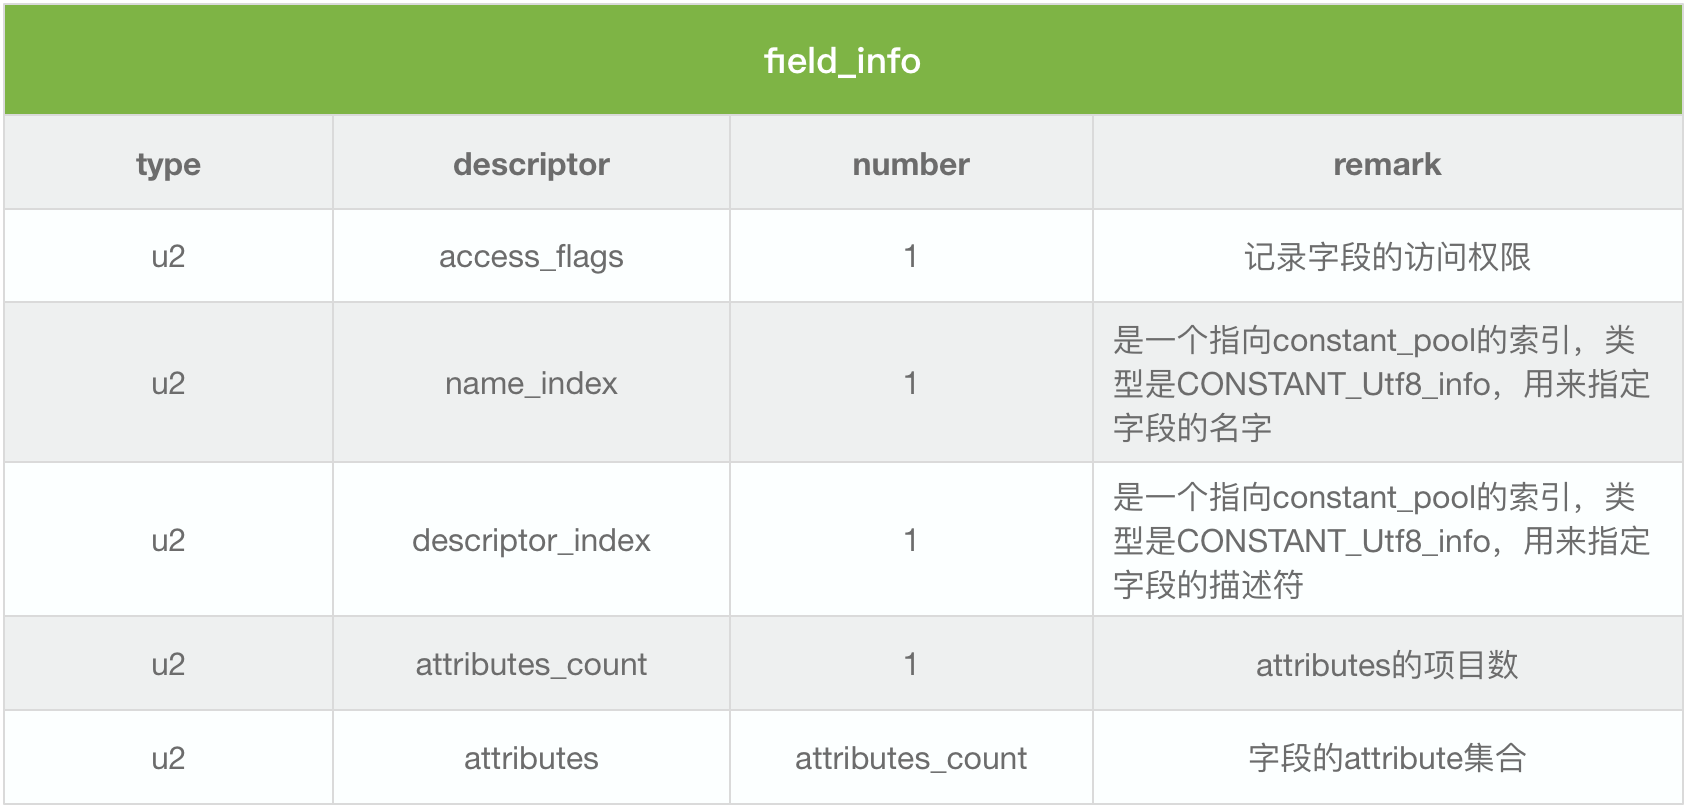 field_info
type descriptor number remark
u2 access_flags 1 记录字段的访问权限
u2 name_index 1 是一个指向constant_pool的索引，类
型是CONSTANT_Utf8_info，用来指定
字段的名字
u2 descriptor_index 1 是一个指向constant_pool的索引，类
型是CONSTANT_Utf8_info，用来指定
字段的描述符
u2 attributes_count 1 attributes的项目数
u2 attributes attributes_count 字段的attribute集合